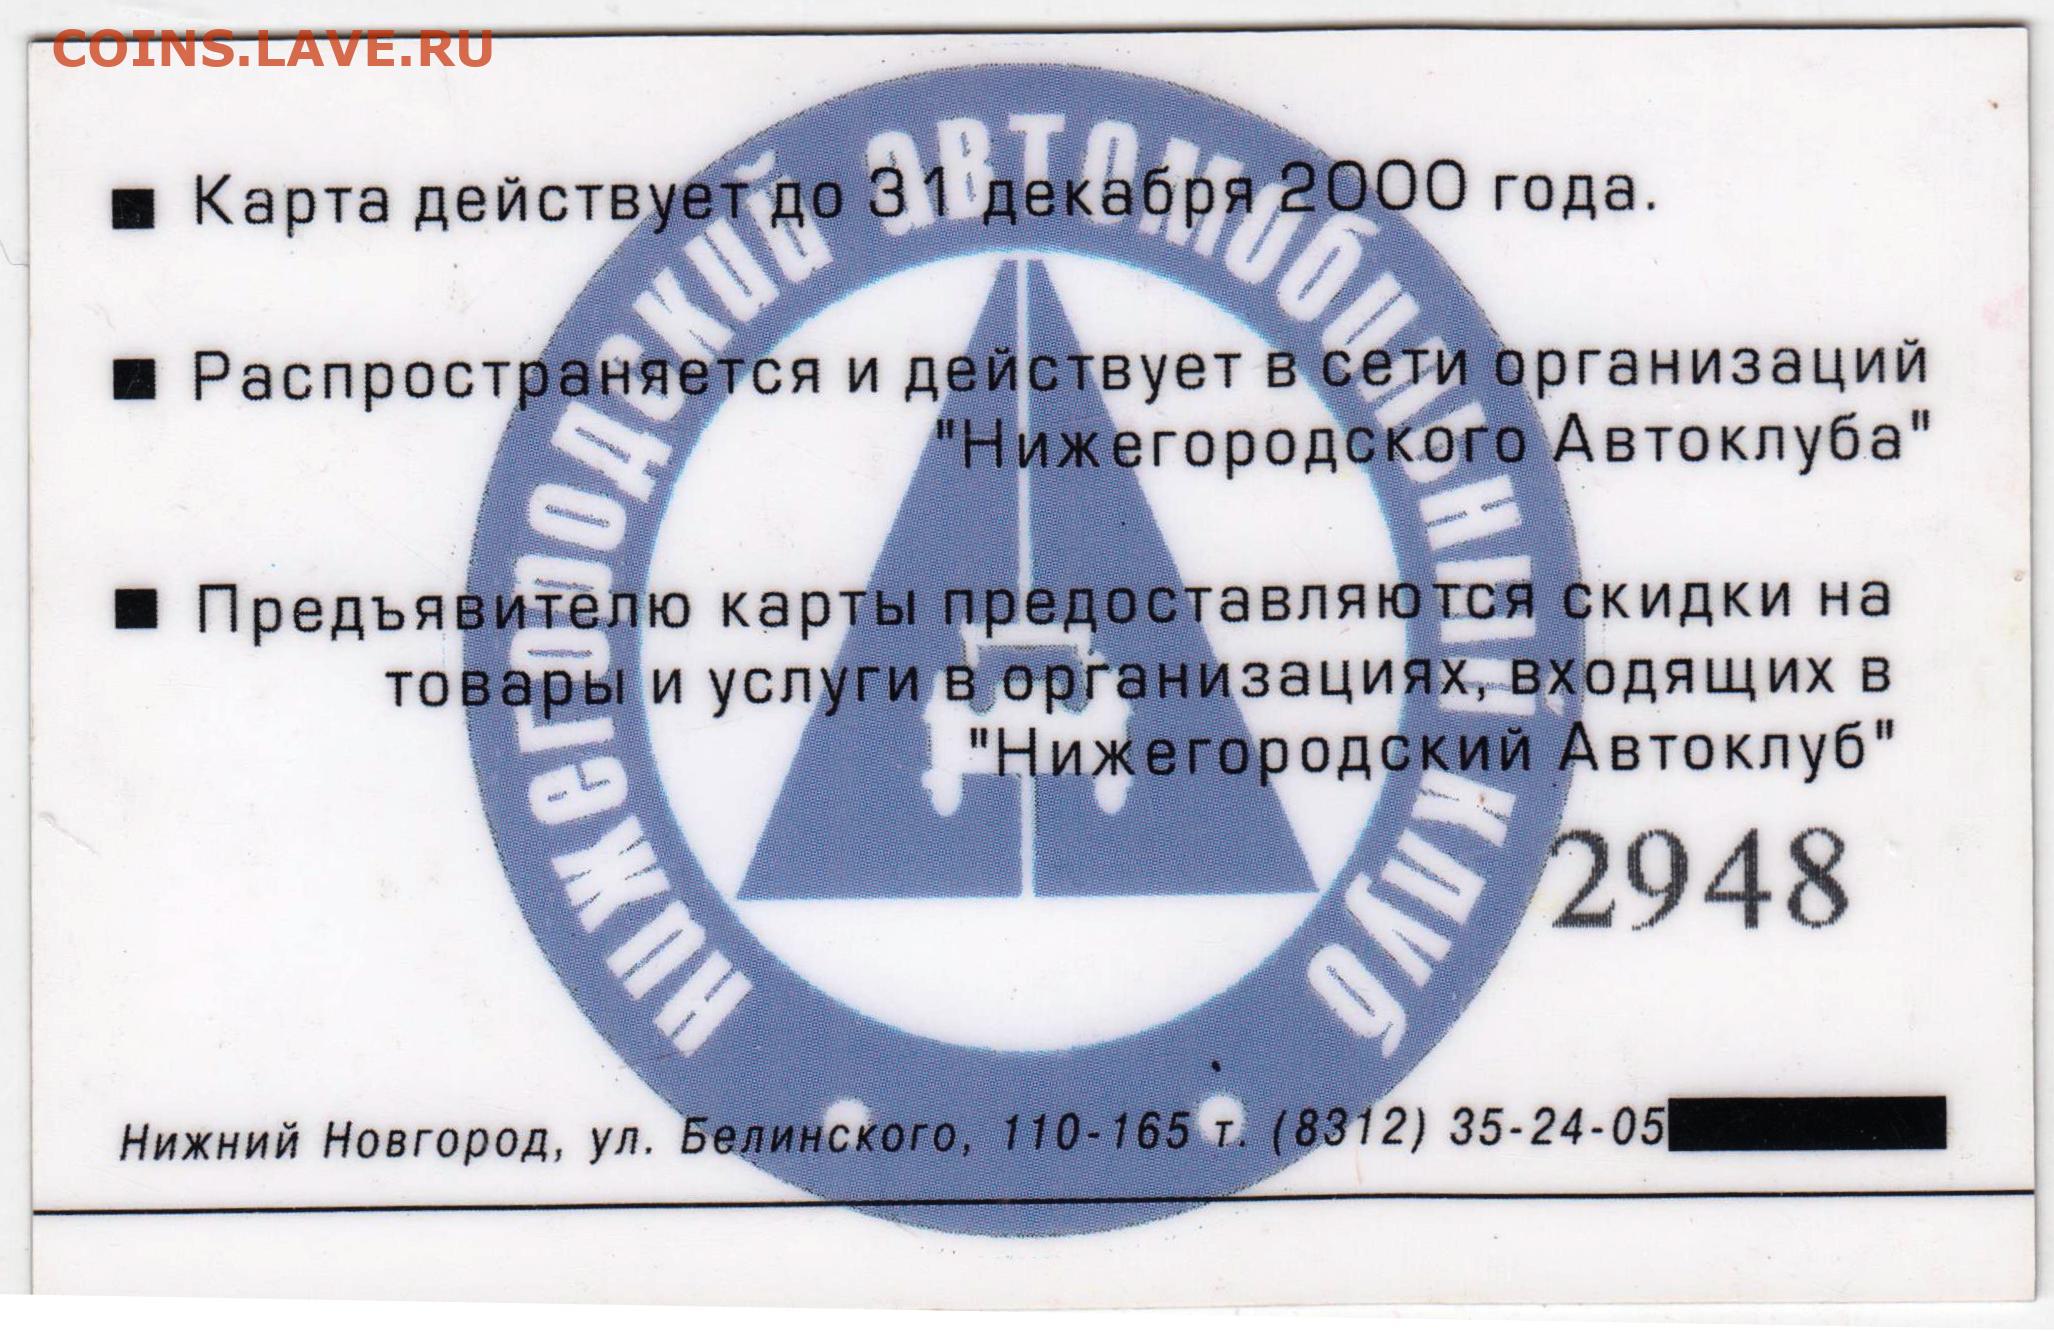 COINS.LAVE.RU
НИЖЕГОРОДСКИЙ АВТОМОБИЛЬНЫЙ КЛУБ
■ Карта действует до 31 декабря 2000 года.
■ Распространяется и действует в сети организаций
"Нижегородского Автоклуба"
■ Предъявителю карты предоставляются скидки на
товары и услуги в организациях, входящих в
"Нижегородский Автоклуб"
2948
Нижний Новгород, ул. Белинского, 110-165 т. (8312) 35-24-05